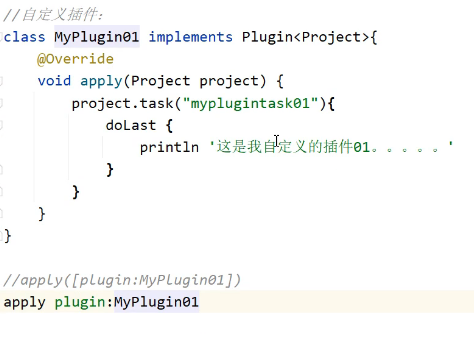 //自定义插件：
class MyPlugin01 implements Plugin<Project>{
@Override
void apply(Project project) {
project.task("myplugintask01"){
doLast {
println '这是我自定义的插件01。。。。。'
}
}
}
}
//apply([plugin:MyPlugin01])
apply plugin:MyPlugin01